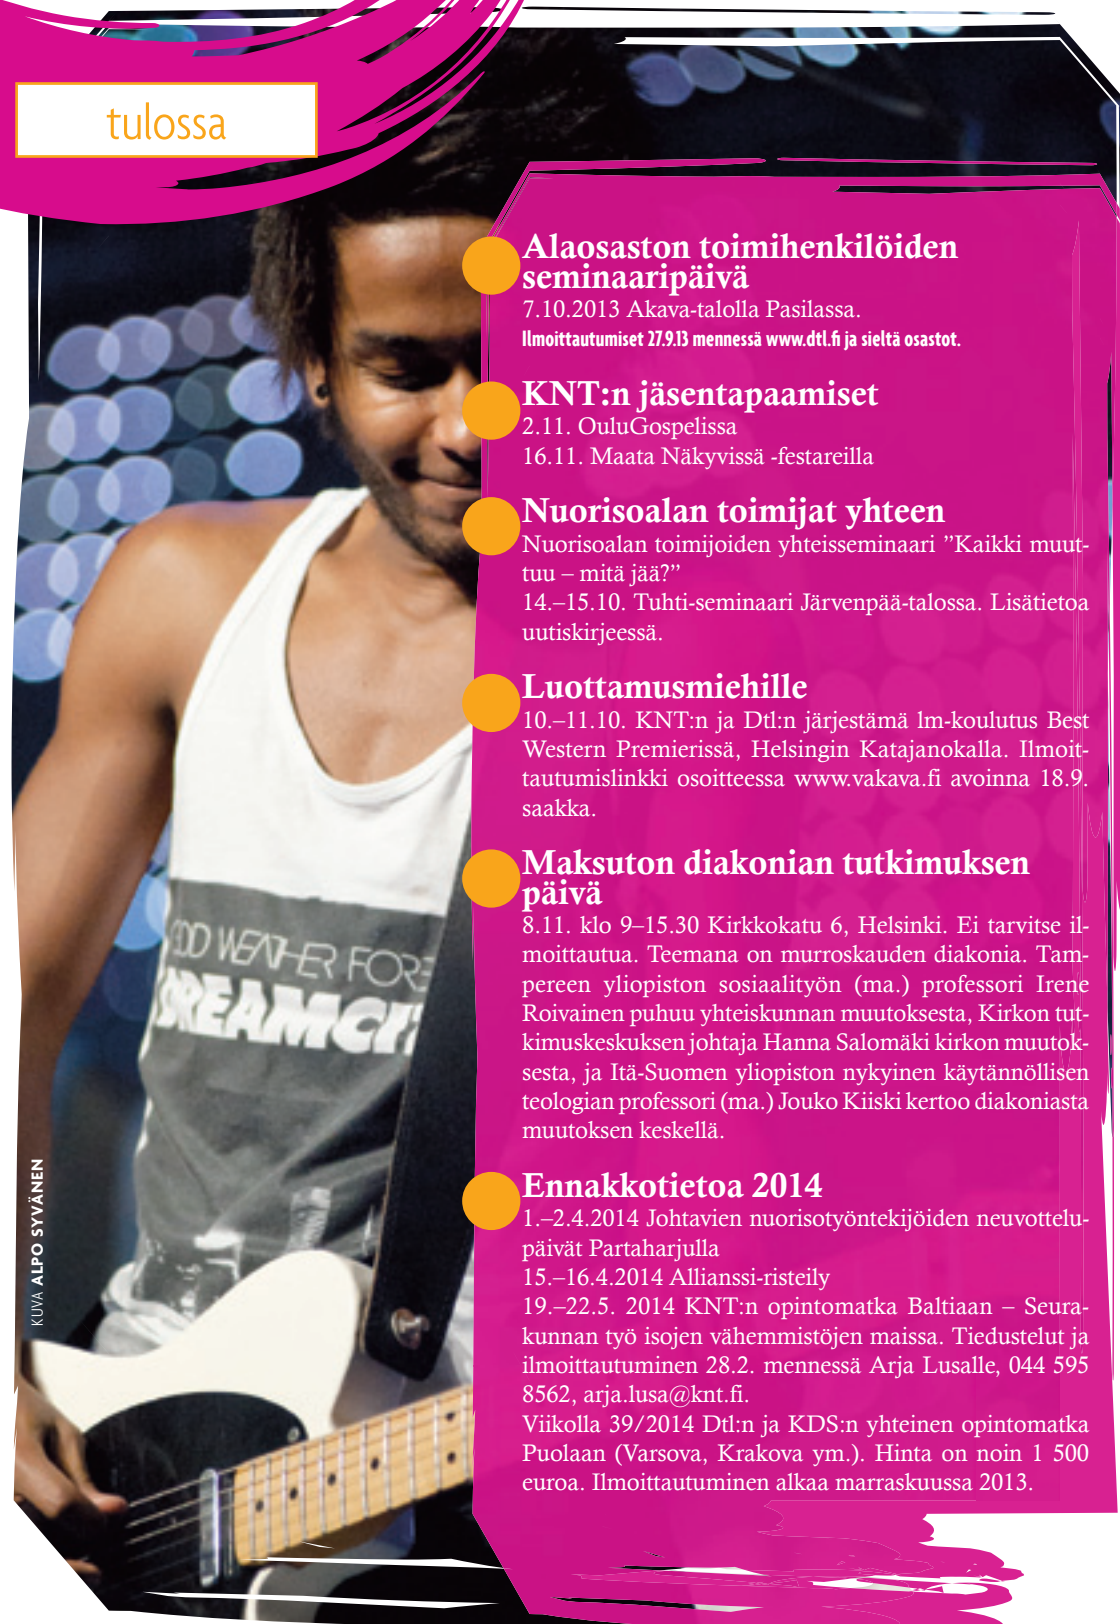 tulossa
Alaosaston toimihenkilöiden
seminaaripäivä
7.10.2013 Akava-talolla Pasilassa.
Ilmoittautumiset 27.9.13 mennessä www.dtl.fi ja sieltä osastot.
KNT:n jäsentapaamiset
2.11. OuluGospelissa
16.11. Maata Näkyvissä -festareilla
Nuorisoalan toimijat yhteen
Nuorisoalan toimijoiden yhteisseminaari ”Kaikki muut-
tuu – mitä jää?”
14.–15.10. Tuhti-seminaari Järvenpää-talossa. Lisätietoa
uutiskirjeessä.
Luottamusmiehille
10.–11.10. KNT:n ja Dtl:n järjestämä lm-koulutus Best
Western Premierissä, Helsingin Katajanokalla. Ilmoit-
tautumislinkki osoitteessa www.vakava.fi avoinna 18.9.
saakka.
Maksuton diakonian tutkimuksen
päivä
8.11. klo 9–15.30 Kirkkokatu 6, Helsinki. Ei tarvitse il-
moittautua. Teemana on murroskauden diakonia. Tam-
pereen yliopiston sosiaalityön (ma.) professori Irene
Roivainen puhuu yhteiskunnan muutoksesta, Kirkon tut-
kimuskeskuksen johtaja Hanna Salomäki kirkon muutok-
sesta, ja Itä-Suomen yliopiston nykyinen käytännöllisen
teologian professori (ma.) Jouko Kiiski kertoo diakoniasta
muutoksen keskellä.
Ennakkotietoa 2014
1.–2.4.2014 Johtavien nuorisotyöntekijöiden neuvottelu-
päivät Partaharjulla
15.–16.4.2014 Allianssi-risteily
19.–22.5. 2014 KNT:n opintomatka Baltiaan – Seura-
kunnan työ isojen vähemmistöjen maissa. Tiedustelut ja
ilmoittautuminen 28.2. mennessä Arja Lusalle, 044 595
8562, arja.lusa@knt.fi.
Viikolla 39/2014 Dtl:n ja KDS:n yhteinen opintomatka
Puolaan (Varsova, Krakova ym.). Hinta on noin 1 500
euroa. Ilmoittautuminen alkaa marraskuussa 2013.
KUVA ALPO SYVÄNEN
WEATHER FORE
DREAMCIT